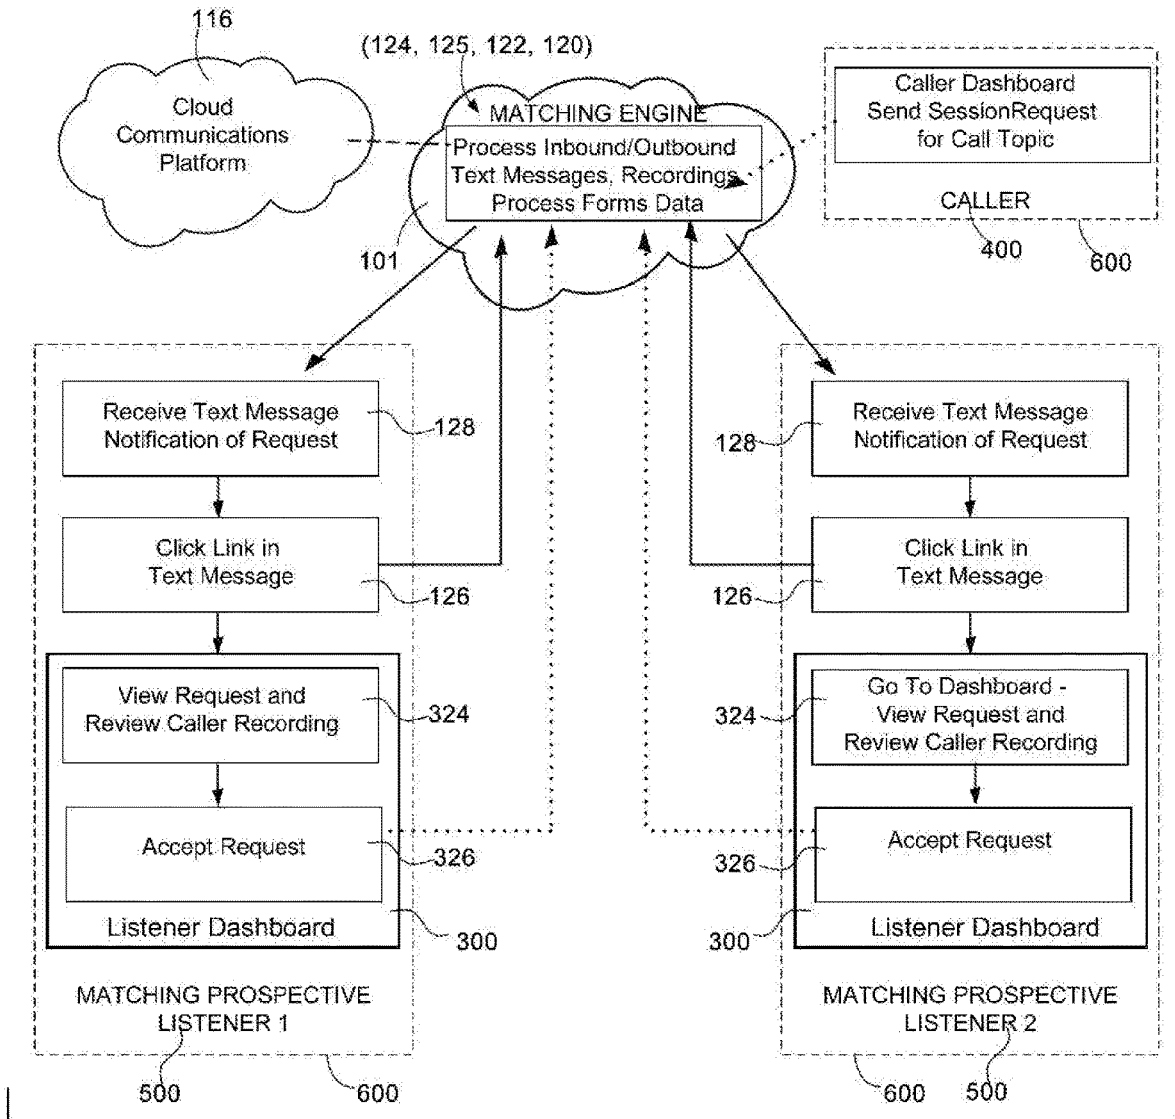 116
(124, 125, 122, 120)
Cloud
Communications
Platform
MATCHING ENGINE
Process Inbound/Outbound
Text Messages, Recordings
Process Forms Data
101
Caller Dashboard
Send SessionRequest
for Call Topic
CALLER
400
600
Receive Text Message
Notification of Request
128
Click Link in
Text Message
126
View Request and
Review Caller Recording
324
Accept Request
326
Listener Dashboard
300
MATCHING PROSPECTIVE
LISTENER 1
500
600
Receive Text Message
Notification of Request
128
Click Link in
Text Message
126
Go To Dashboard -
View Request and
Review Caller Recording
324
Accept Request
326
Listener Dashboard
300
MATCHING PROSPECTIVE
LISTENER 2
600
500